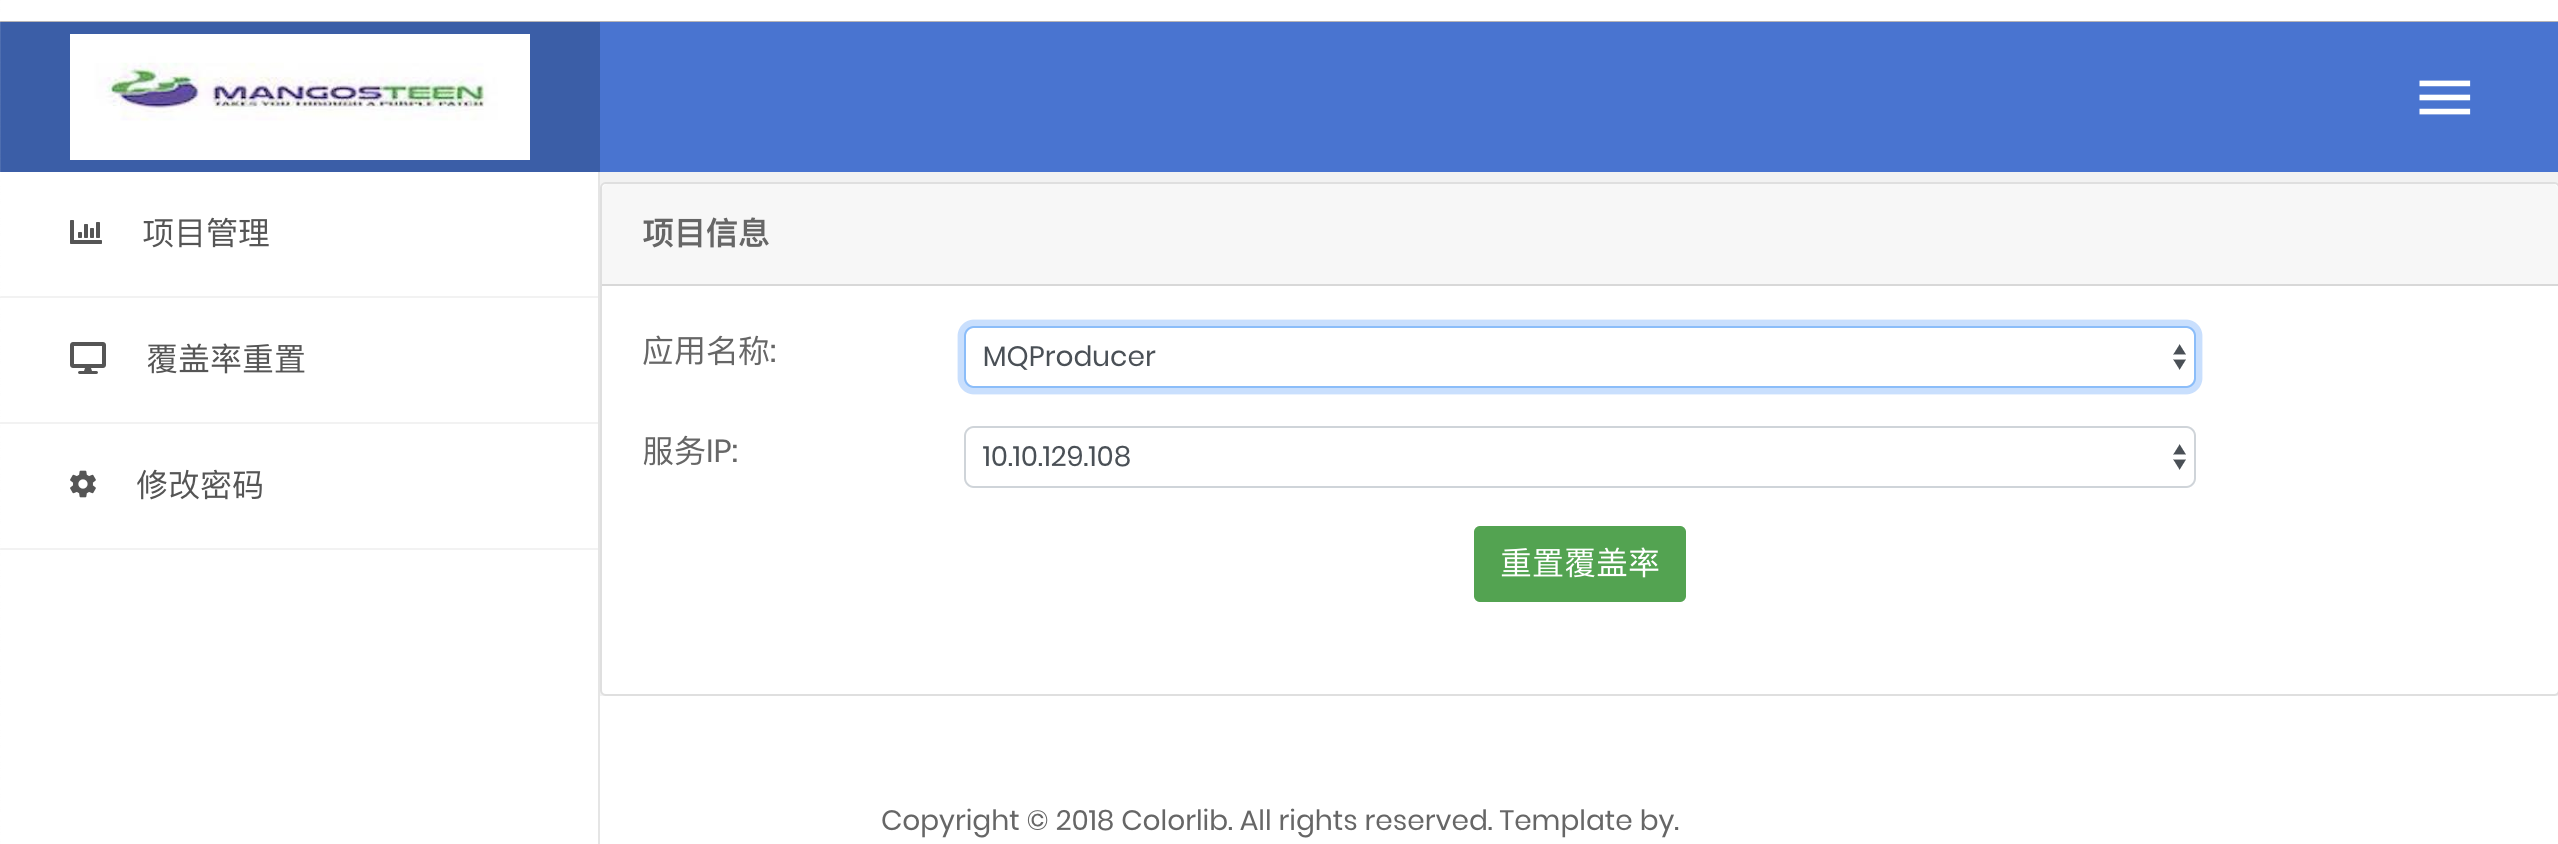 MANGOSTEEN
TAKES YOU THROUGH A PURPLE PATCH
项目管理
覆盖率重置
修改密码
项目信息
应用名称:
MQProducer
服务IP:
10.10.129.108
重置覆盖率
Copyright © 2018 Colorlib. All rights reserved. Template by.